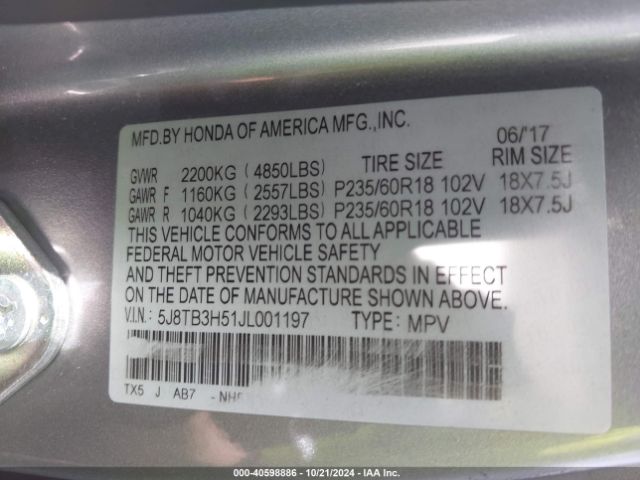 MFD.BY HONDA OF AMERICA MFG.,INC. 06/'17
GVWR 2200KG (4850LBS) TIRE SIZE RIM SIZE
GAWR F 1160KG (2557LBS) P235/60R18 102V 18X7.5J
GAWR R 1040KG (2293LBS) P235/60R18 102V 18X7.5J
THIS VEHICLE CONFORMS TO ALL APPLICABLE
FEDERAL MOTOR VEHICLE SAFETY
AND THEFT PREVENTION STANDARDS IN EFFECT
ON THE DATE OF MANUFACTURE SHOWN ABOVE.
V.I.N.: 5J8TB3H51JL001197 TYPE: MPV
TX5 J AB7 -
000-40598886 - 10/21/2024 - IAA Inc.